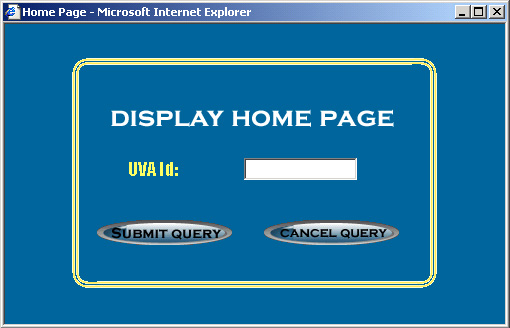 Home Page - Microsoft Internet Explorer
DISPLAY HOME PAGE
UVA Id:
SUBMIT QUERY CANCEL QUERY